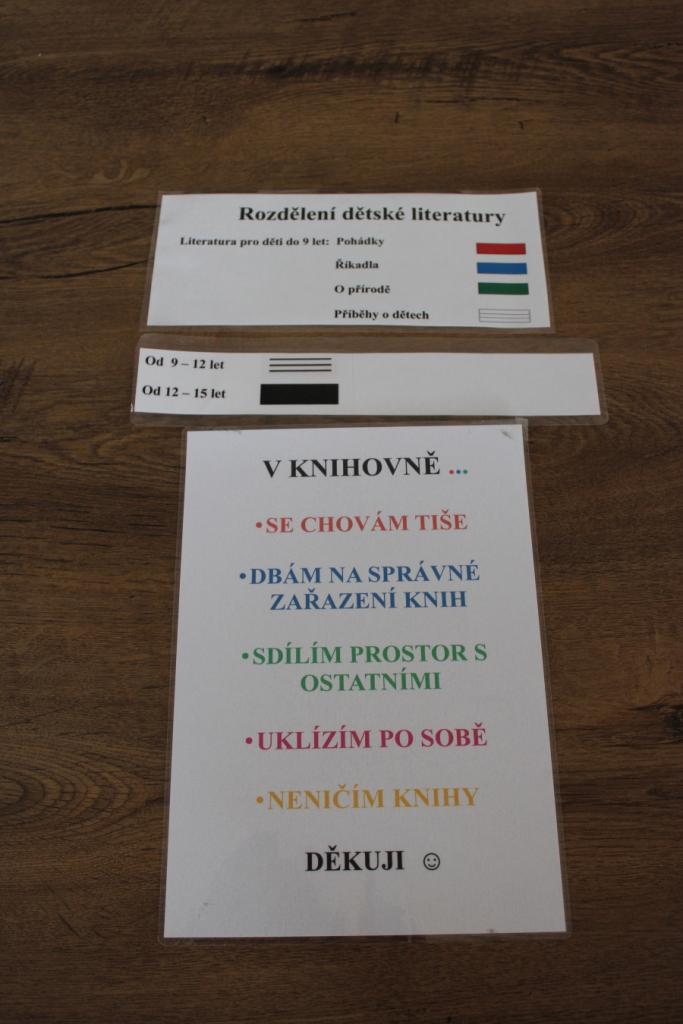 Rozdělení dětské literatury
Literatura pro děti do 9 let: Pohádky
Říkadla
O přírodě
Příběhy o dětech
Od 9 – 12 let
Od 12 – 15 let
V KNIHOVNĚ ...
•SE CHOVÁM TIŠE
•DBÁM NA SPRÁVNÉ
ZAŘAZENÍ KNIH
•SDÍLÍM PROSTOR S
OSTATNÍMI
•UKLÍZÍM PO SOBĚ
•NENIČÍM KNIHY
DĚKUJI ☺